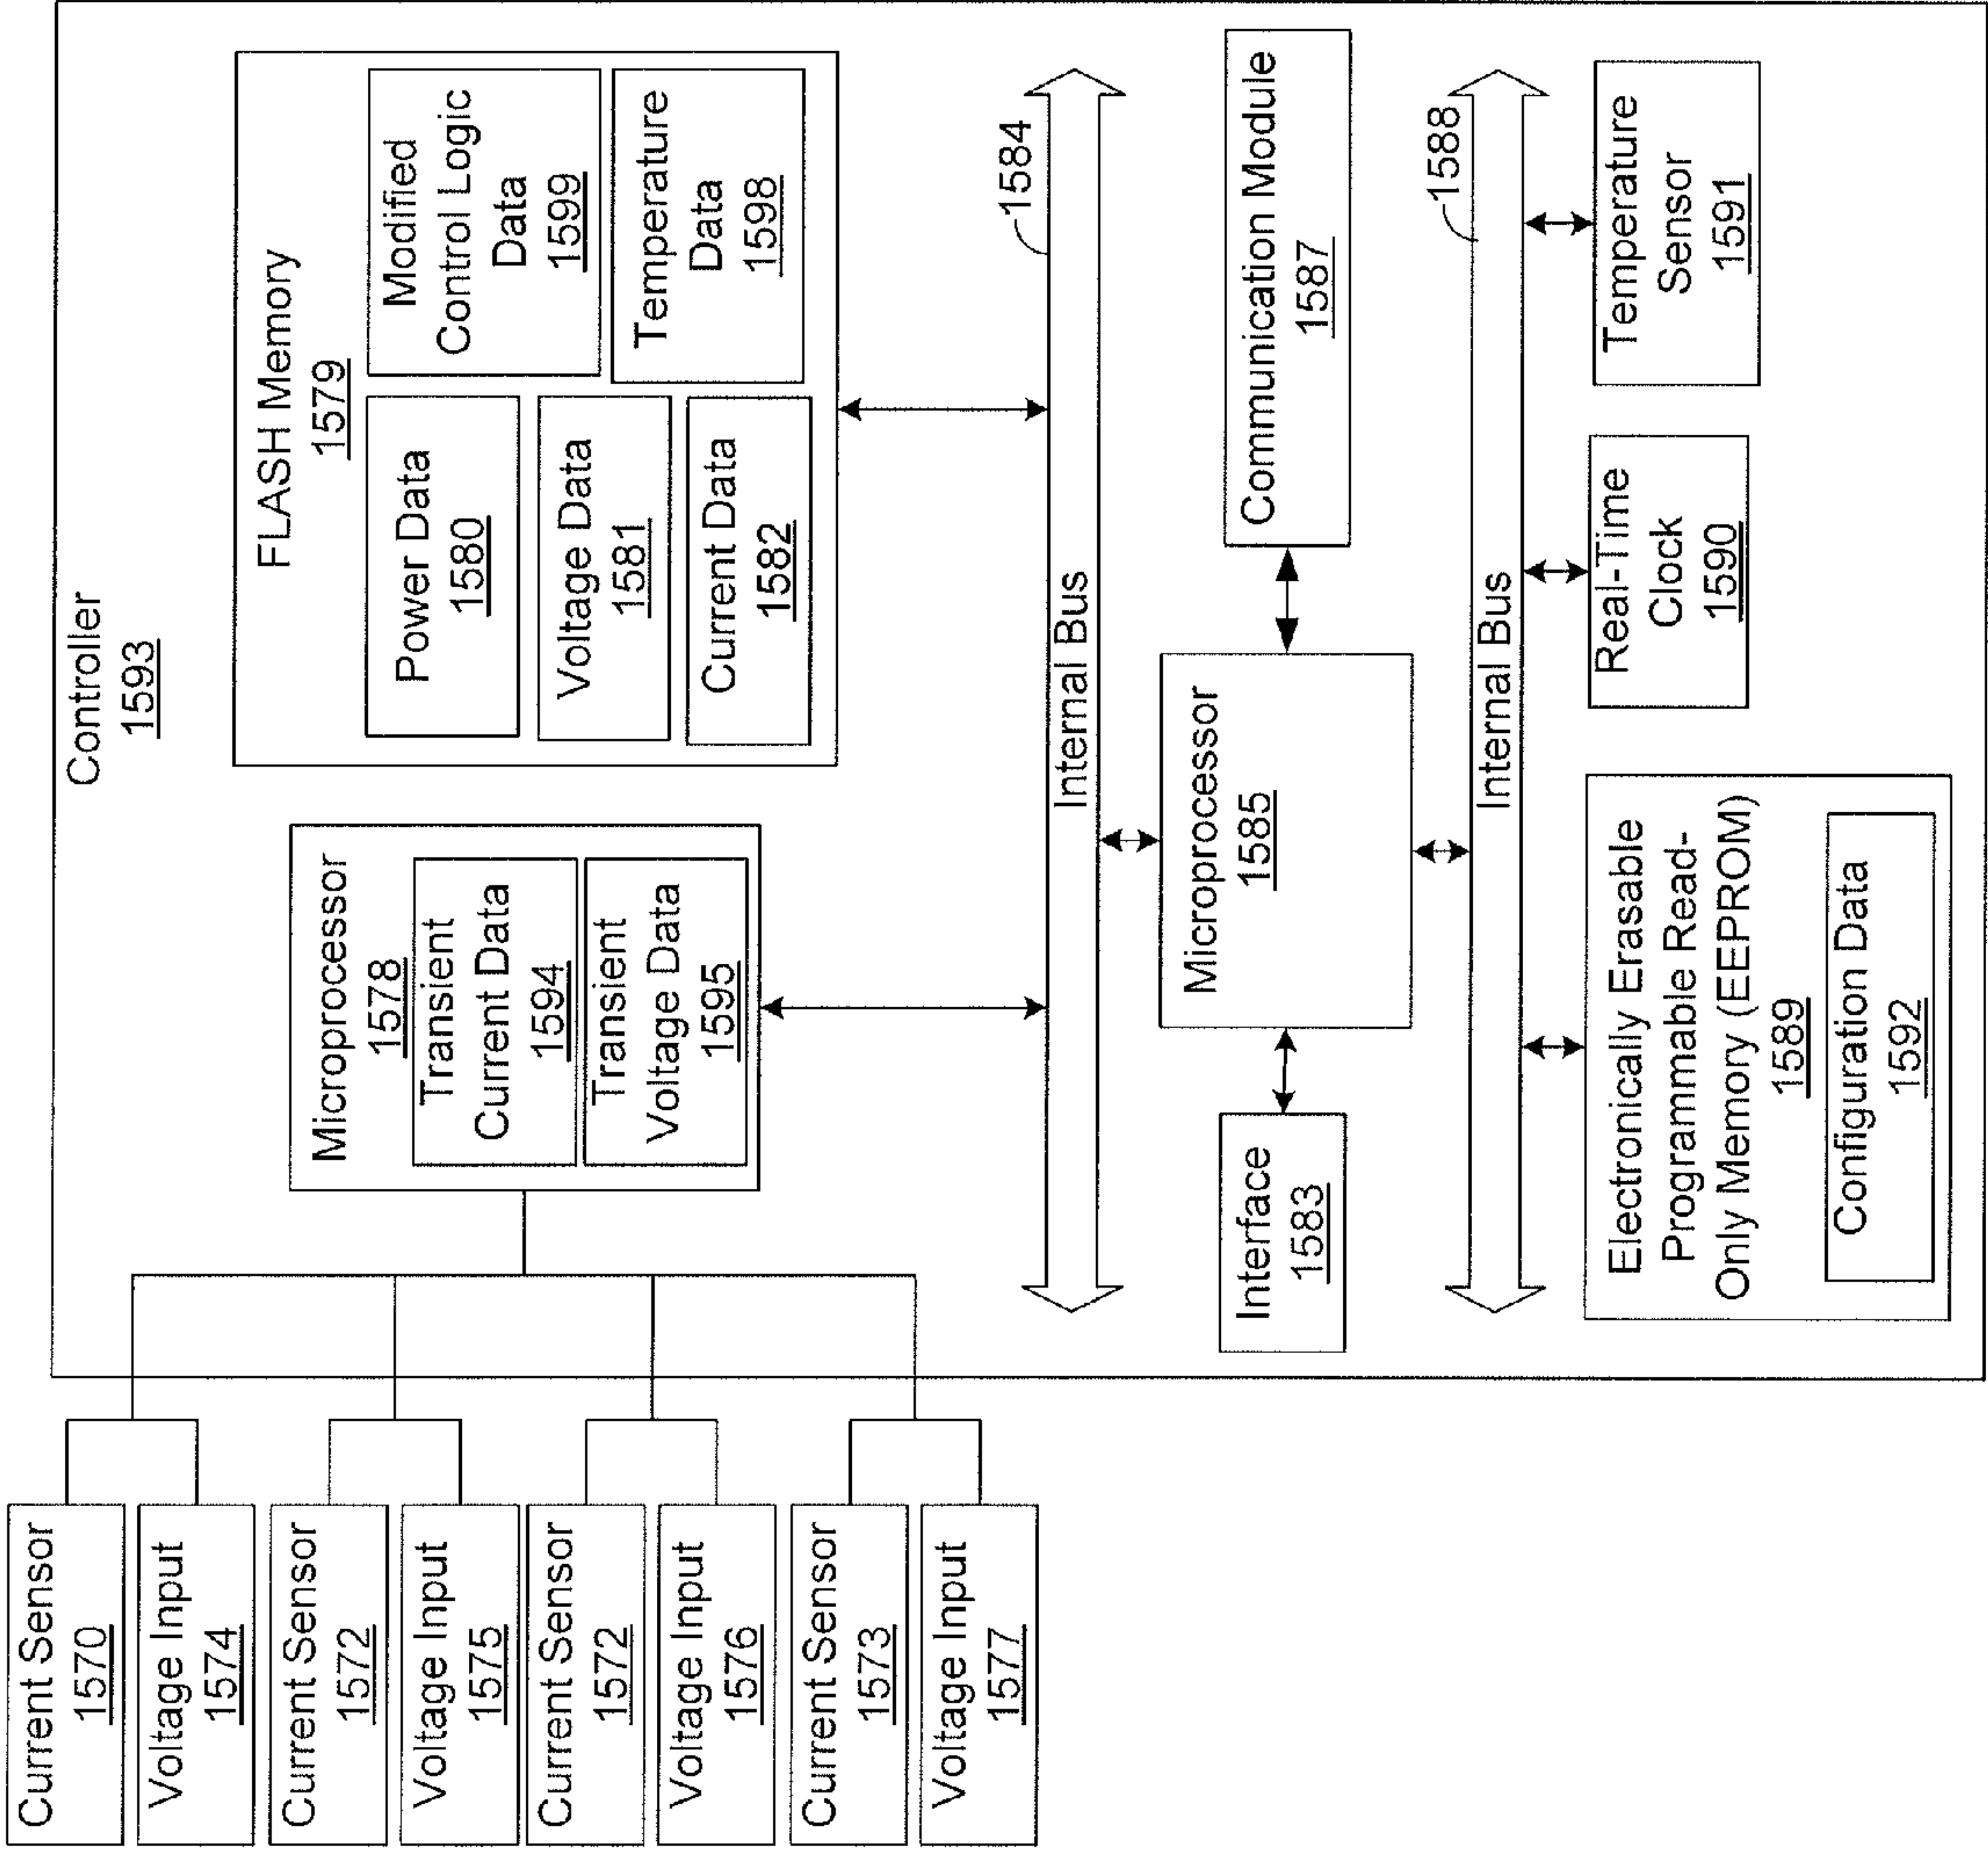 Current Sensor
1570
Voltage Input
1574
Current Sensor
1572
Voltage Input
1575
Current Sensor
1572
Voltage Input
1576
Current Sensor
1573
Voltage Input
1577
Controller
1593
Microprocessor
1578
Transient
Current Data
1594
Transient
Voltage Data
1595
FLASH Memory
1579
Power Data
1580
Voltage Data
1581
Current Data
1582
Modified
Control Logic
Data
1599
Temperature
Data
1598
1584
Internal Bus
Interface
1583
Microprocessor
1585
Communication Module
1587
1588
Internal Bus
Electronically Erasable
Programmable Read-
Only Memory (EEPROM)
1589
Configuration Data
1592
Real-Time
Clock
1590
Temperature
Sensor
1591